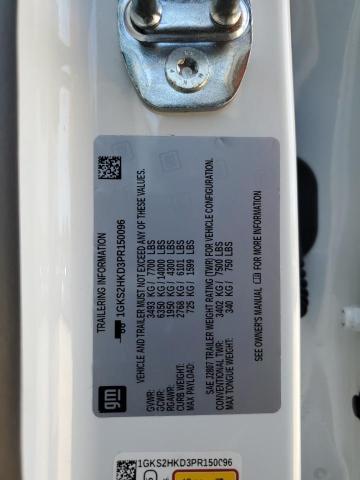 TRAILERING INFORMATION
1GKS2HKD3PR150096
VEHICLE AND TRAILER MUST NOT EXCEED ANY OF THESE VALUES.
GVWR: 3493 KG / 7700 LBS
GCWR: 6350 KG / 14000 LBS
RGAWR: 1950 KG / 4300 LBS
CURB WEIGHT: 2768 KG / 6101 LBS
MAX PAYLOAD: 725 KG / 1599 LBS
SAE J2807 TRAILER WEIGHT RATING (TWR) FOR VEHICLE CONFIGURATION.
CONVENTIONAL TWR: 3402 KG / 7500 LBS
MAX TONGUE WEIGHT: 340 KG / 750 LBS
SEE OWNER'S MANUAL FOR MORE INFORMATION
gm
1GKS2HKD3PR150096